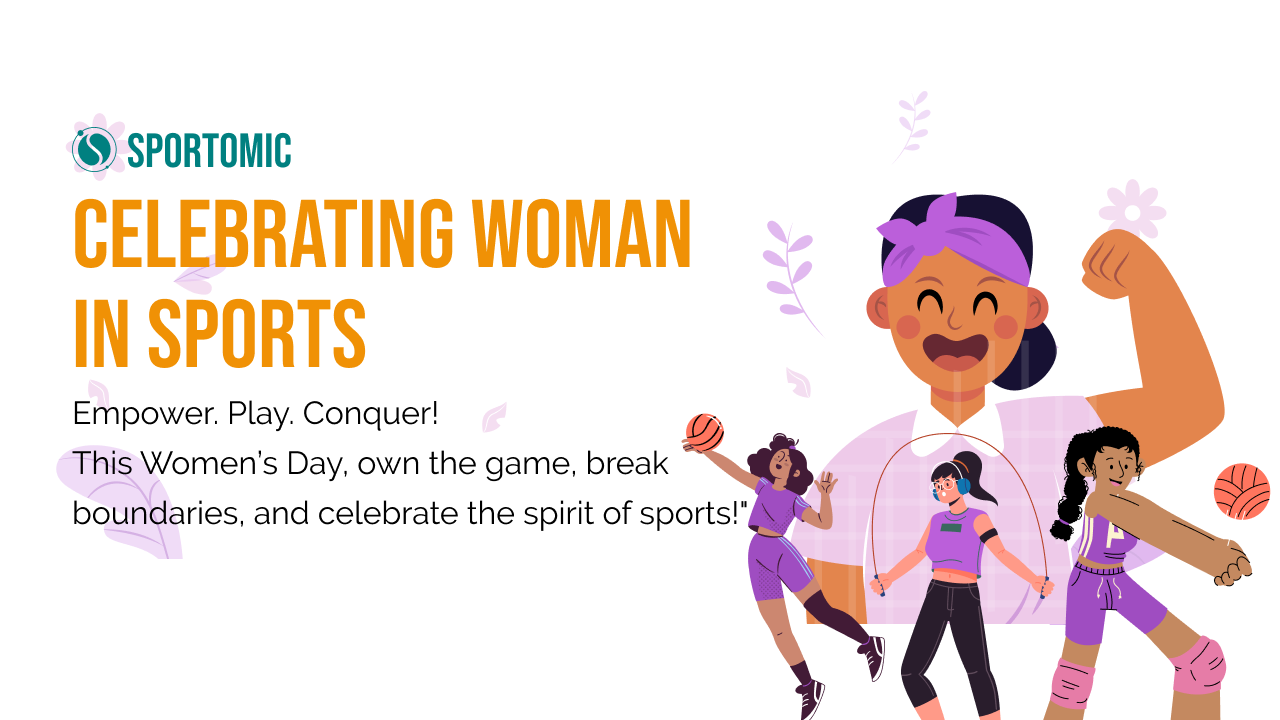 SPORTOMIC
CELEBRATING WOMAN
IN SPORTS
Empower. Play. Conquer!
This Women’s Day, own the game, break
boundaries, and celebrate the spirit of sports!"